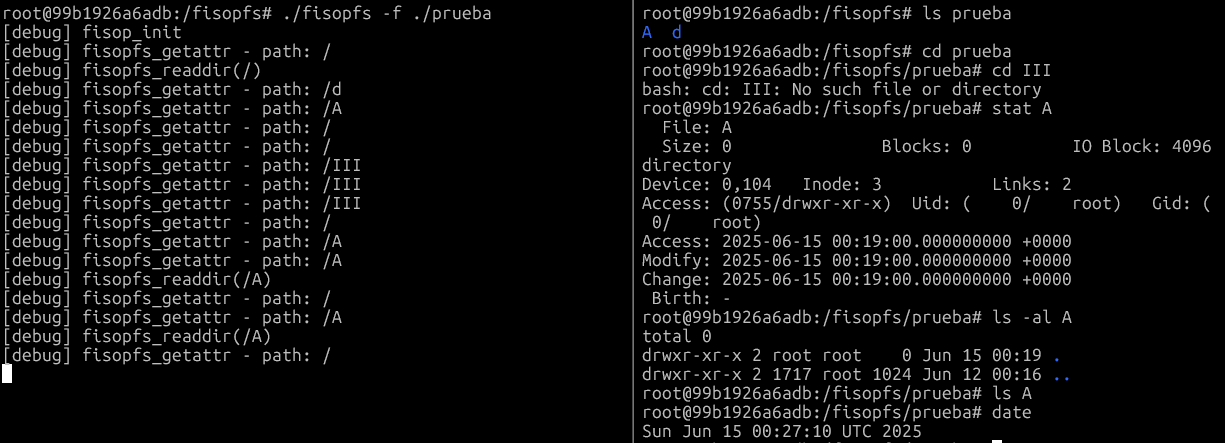 root@99b1926a6adb:/fisopfs# ./fisopfs -f ./prueba
[debug] fisop_init
[debug] fisopfs_getattr - path: /
[debug] fisopfs_readdir(/)
[debug] fisopfs_getattr - path: /d
[debug] fisopfs_getattr - path: /A
[debug] fisopfs_getattr - path: /
[debug] fisopfs_getattr - path: /
[debug] fisopfs_getattr - path: /III
[debug] fisopfs_getattr - path: /III
[debug] fisopfs_getattr - path: /III
[debug] fisopfs_getattr - path: /
[debug] fisopfs_getattr - path: /A
[debug] fisopfs_getattr - path: /A
[debug] fisopfs_readdir(/A)
[debug] fisopfs_getattr - path: /
[debug] fisopfs_getattr - path: /A
[debug] fisopfs_readdir(/A)
[debug] fisopfs_getattr - path: /
root@99b1926a6adb:/fisopfs# ls prueba
A  d
root@99b1926a6adb:/fisopfs# cd prueba
root@99b1926a6adb:/fisopfs/prueba# cd III
bash: cd: III: No such file or directory
root@99b1926a6adb:/fisopfs/prueba# stat A
  File: A
  Size: 0               Blocks: 0          IO Block: 4096
directory
Device: 0,104   Inode: 3           Links: 2
Access: (0755/drwxr-xr-x)  Uid: (    0/    root)   Gid: (
 0/    root)
Access: 2025-06-15 00:19:00.000000000 +0000
Modify: 2025-06-15 00:19:00.000000000 +0000
Change: 2025-06-15 00:19:00.000000000 +0000
 Birth: -
root@99b1926a6adb:/fisopfs/prueba# ls -al A
total 0
drwxr-xr-x 2 root root    0 Jun 15 00:19 .
drwxr-xr-x 2 1717 root 1024 Jun 12 00:16 ..
root@99b1926a6adb:/fisopfs/prueba# ls A
root@99b1926a6adb:/fisopfs/prueba# date
Sun Jun 15 00:27:10 UTC 2025